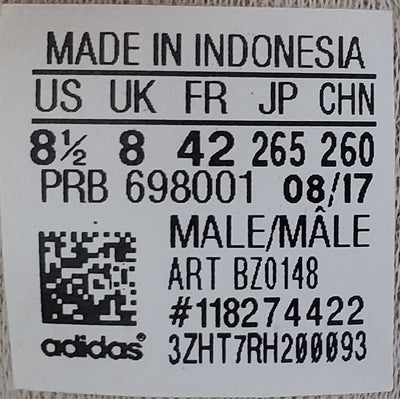 MADE IN INDONESIA
US UK FR JP CHN
8½ 8 42 265 260
PRB 698001 08/17
MALE/MÂLE
ART BZ0148
#118274422
adidas® 3ZHT7RH200093